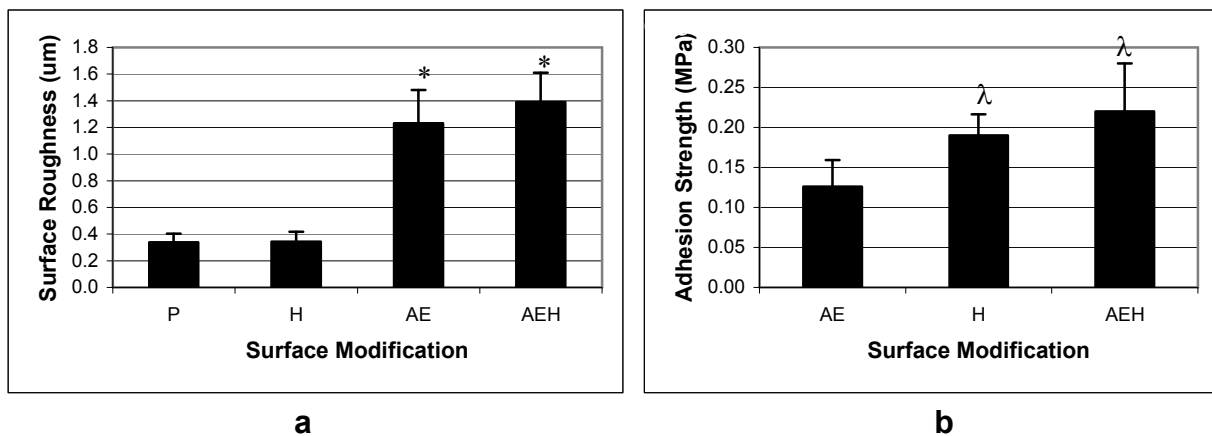 Surface Roughness (um)
1.8
1.6
1.4
1.2
1.0
0.8
0.6
0.4
0.2
0.0
*
*
P H AE AEH
Surface Modification
a
Adhesion Strength (MPa)
0.30
0.25
0.20
0.15
0.10
0.05
0.00
λ
λ
AE H AEH
Surface Modification
b